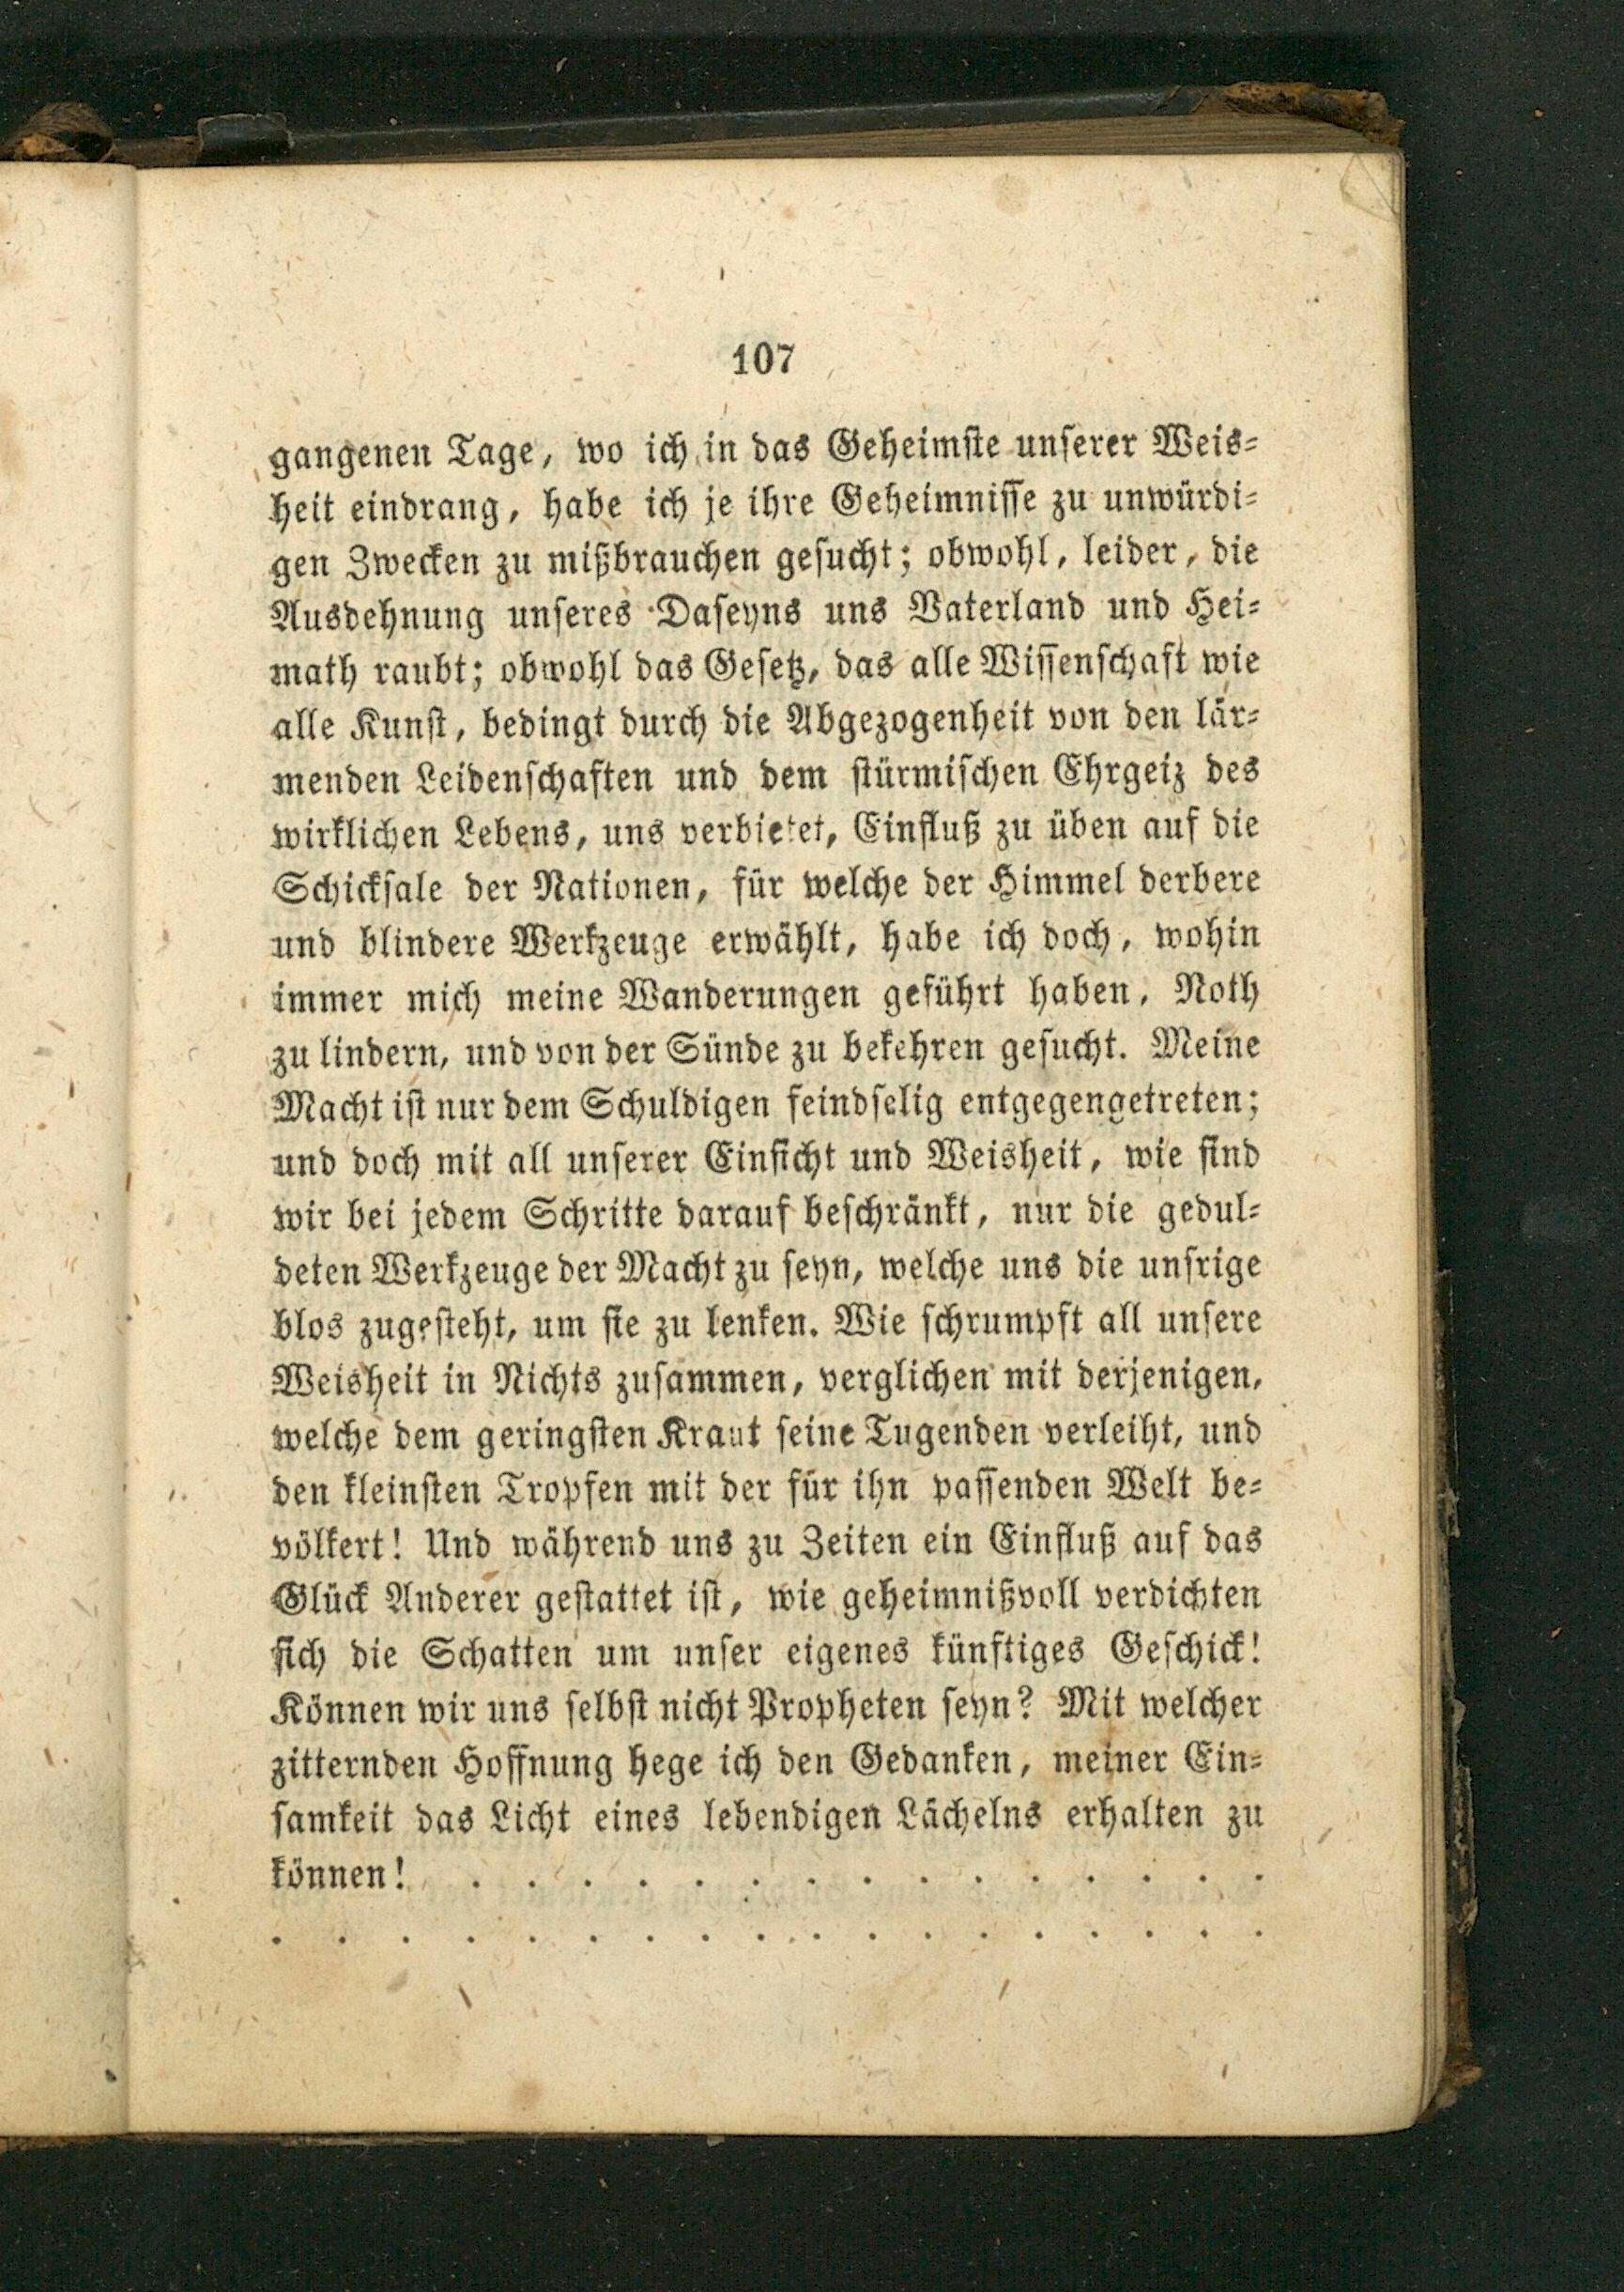 107
gangenen Tage, wo ich in das Geheimste unserer Weis-
heit eindrang, habe ich je ihre Geheimnisse zu unwürdi-
gen Zwecken zu mißbrauchen gesucht; obwohl, leider, die
Ausdehnung unseres Daseyns uns Vaterland und Hei-
math raubt; obwohl das Gesetz, das alle Wissenschaft wie
alle Kunst, bedingt durch die Abgezogenheit von den lär-
menden Leidenschaften und dem stürmischen Ehrgeiz des
wirklichen Lebens, uns verbietet, Einfluß zu üben auf die
Schicksale der Nationen, für welche der Himmel derbere
und blindere Werkzeuge erwählt, habe ich doch, wohin
immer mich meine Wanderungen geführt haben, Noth
zu lindern, und von der Sünde zu bekehren gesucht. Meine
Macht ist nur dem Schuldigen feindselig entgegengetreten;
und doch mit all unserer Einsicht und Weisheit, wie sind
wir bei jedem Schritte darauf beschränkt, nur die gedul-
deten Werkzeuge der Macht zu seyn, welche uns die unsrige
blos zugesteht, um sie zu lenken. Wie schrumpft all unsere
Weisheit in Nichts zusammen, verglichen mit derjenigen,
welche dem geringsten Kraut seine Tugenden verleiht, und
den kleinsten Tropfen mit der für ihn passenden Welt be-
völkert! Und während uns zu Zeiten ein Einfluß auf das
Glück Anderer gestattet ist, wie geheimnißvoll verdichten
sich die Schatten um unser eigenes künftiges Geschick!
Können wir uns selbst nicht Propheten seyn? Mit welcher
zitternden Hoffnung hege ich den Gedanken, meiner Ein-
samkeit das Licht eines lebendigen Lächelns erhalten zu
können! . . . . . . . . . . . . . . .
. . . . . . . . . . . . . . . . . .